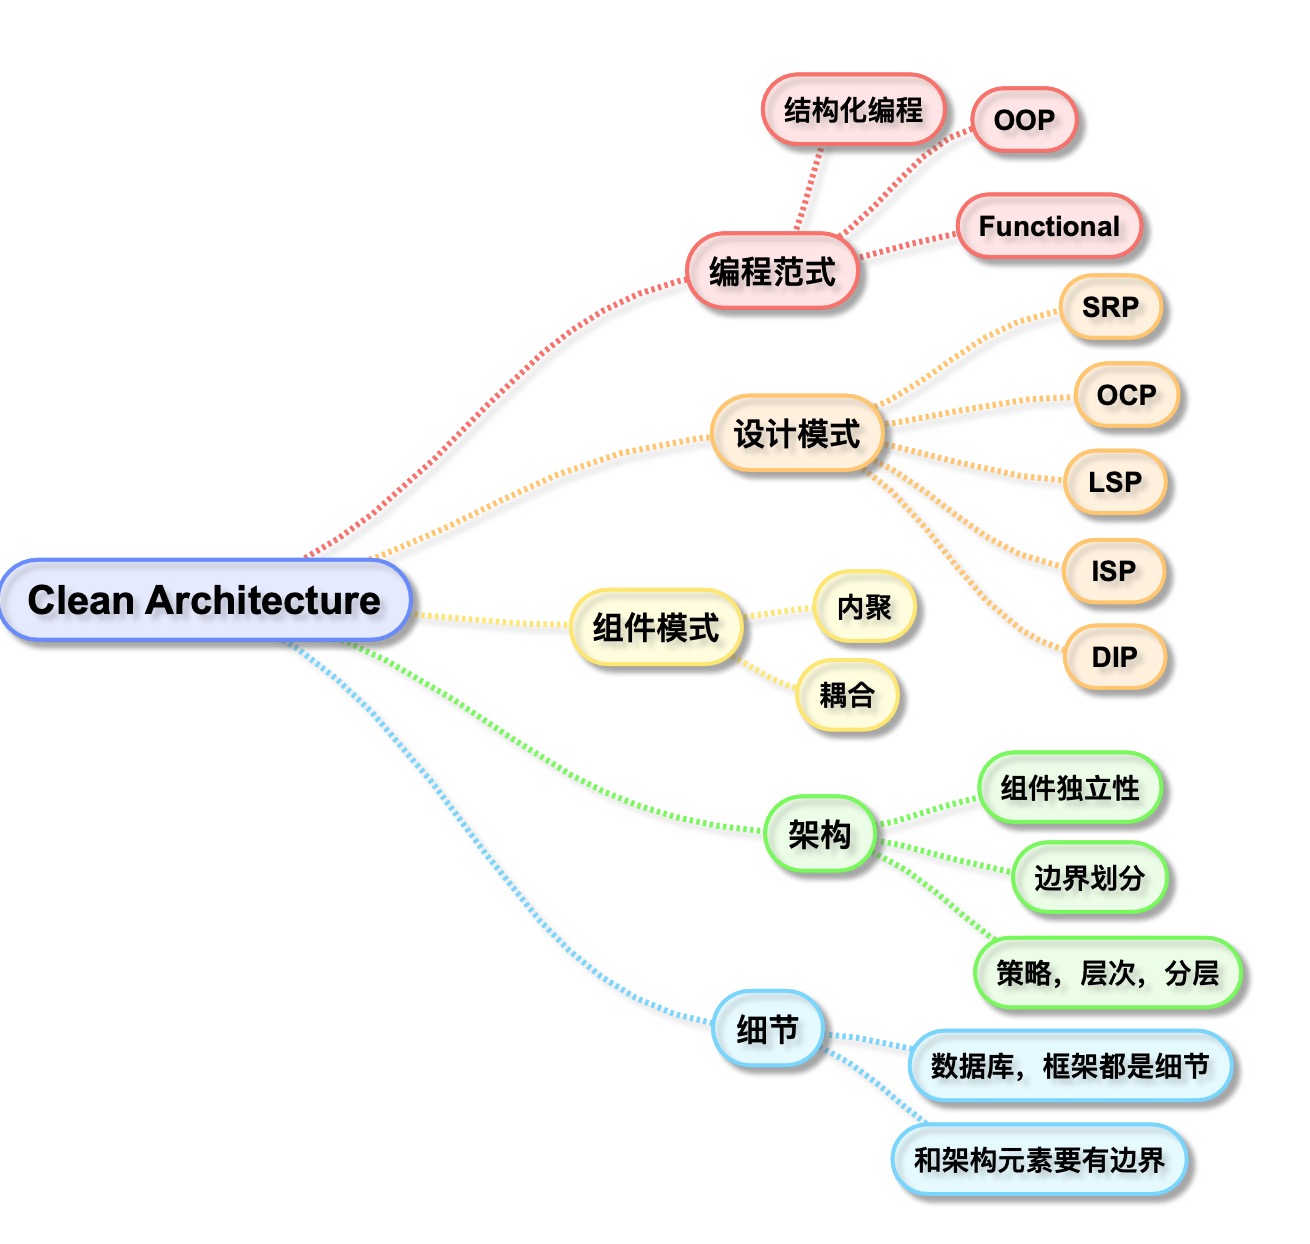 Clean Architecture
编程范式
结构化编程
OOP
Functional
设计模式
SRP
OCP
LSP
ISP
DIP
组件模式
内聚
耦合
架构
组件独立性
边界划分
策略，层次，分层
细节
数据库，框架都是细节
和架构元素要有边界